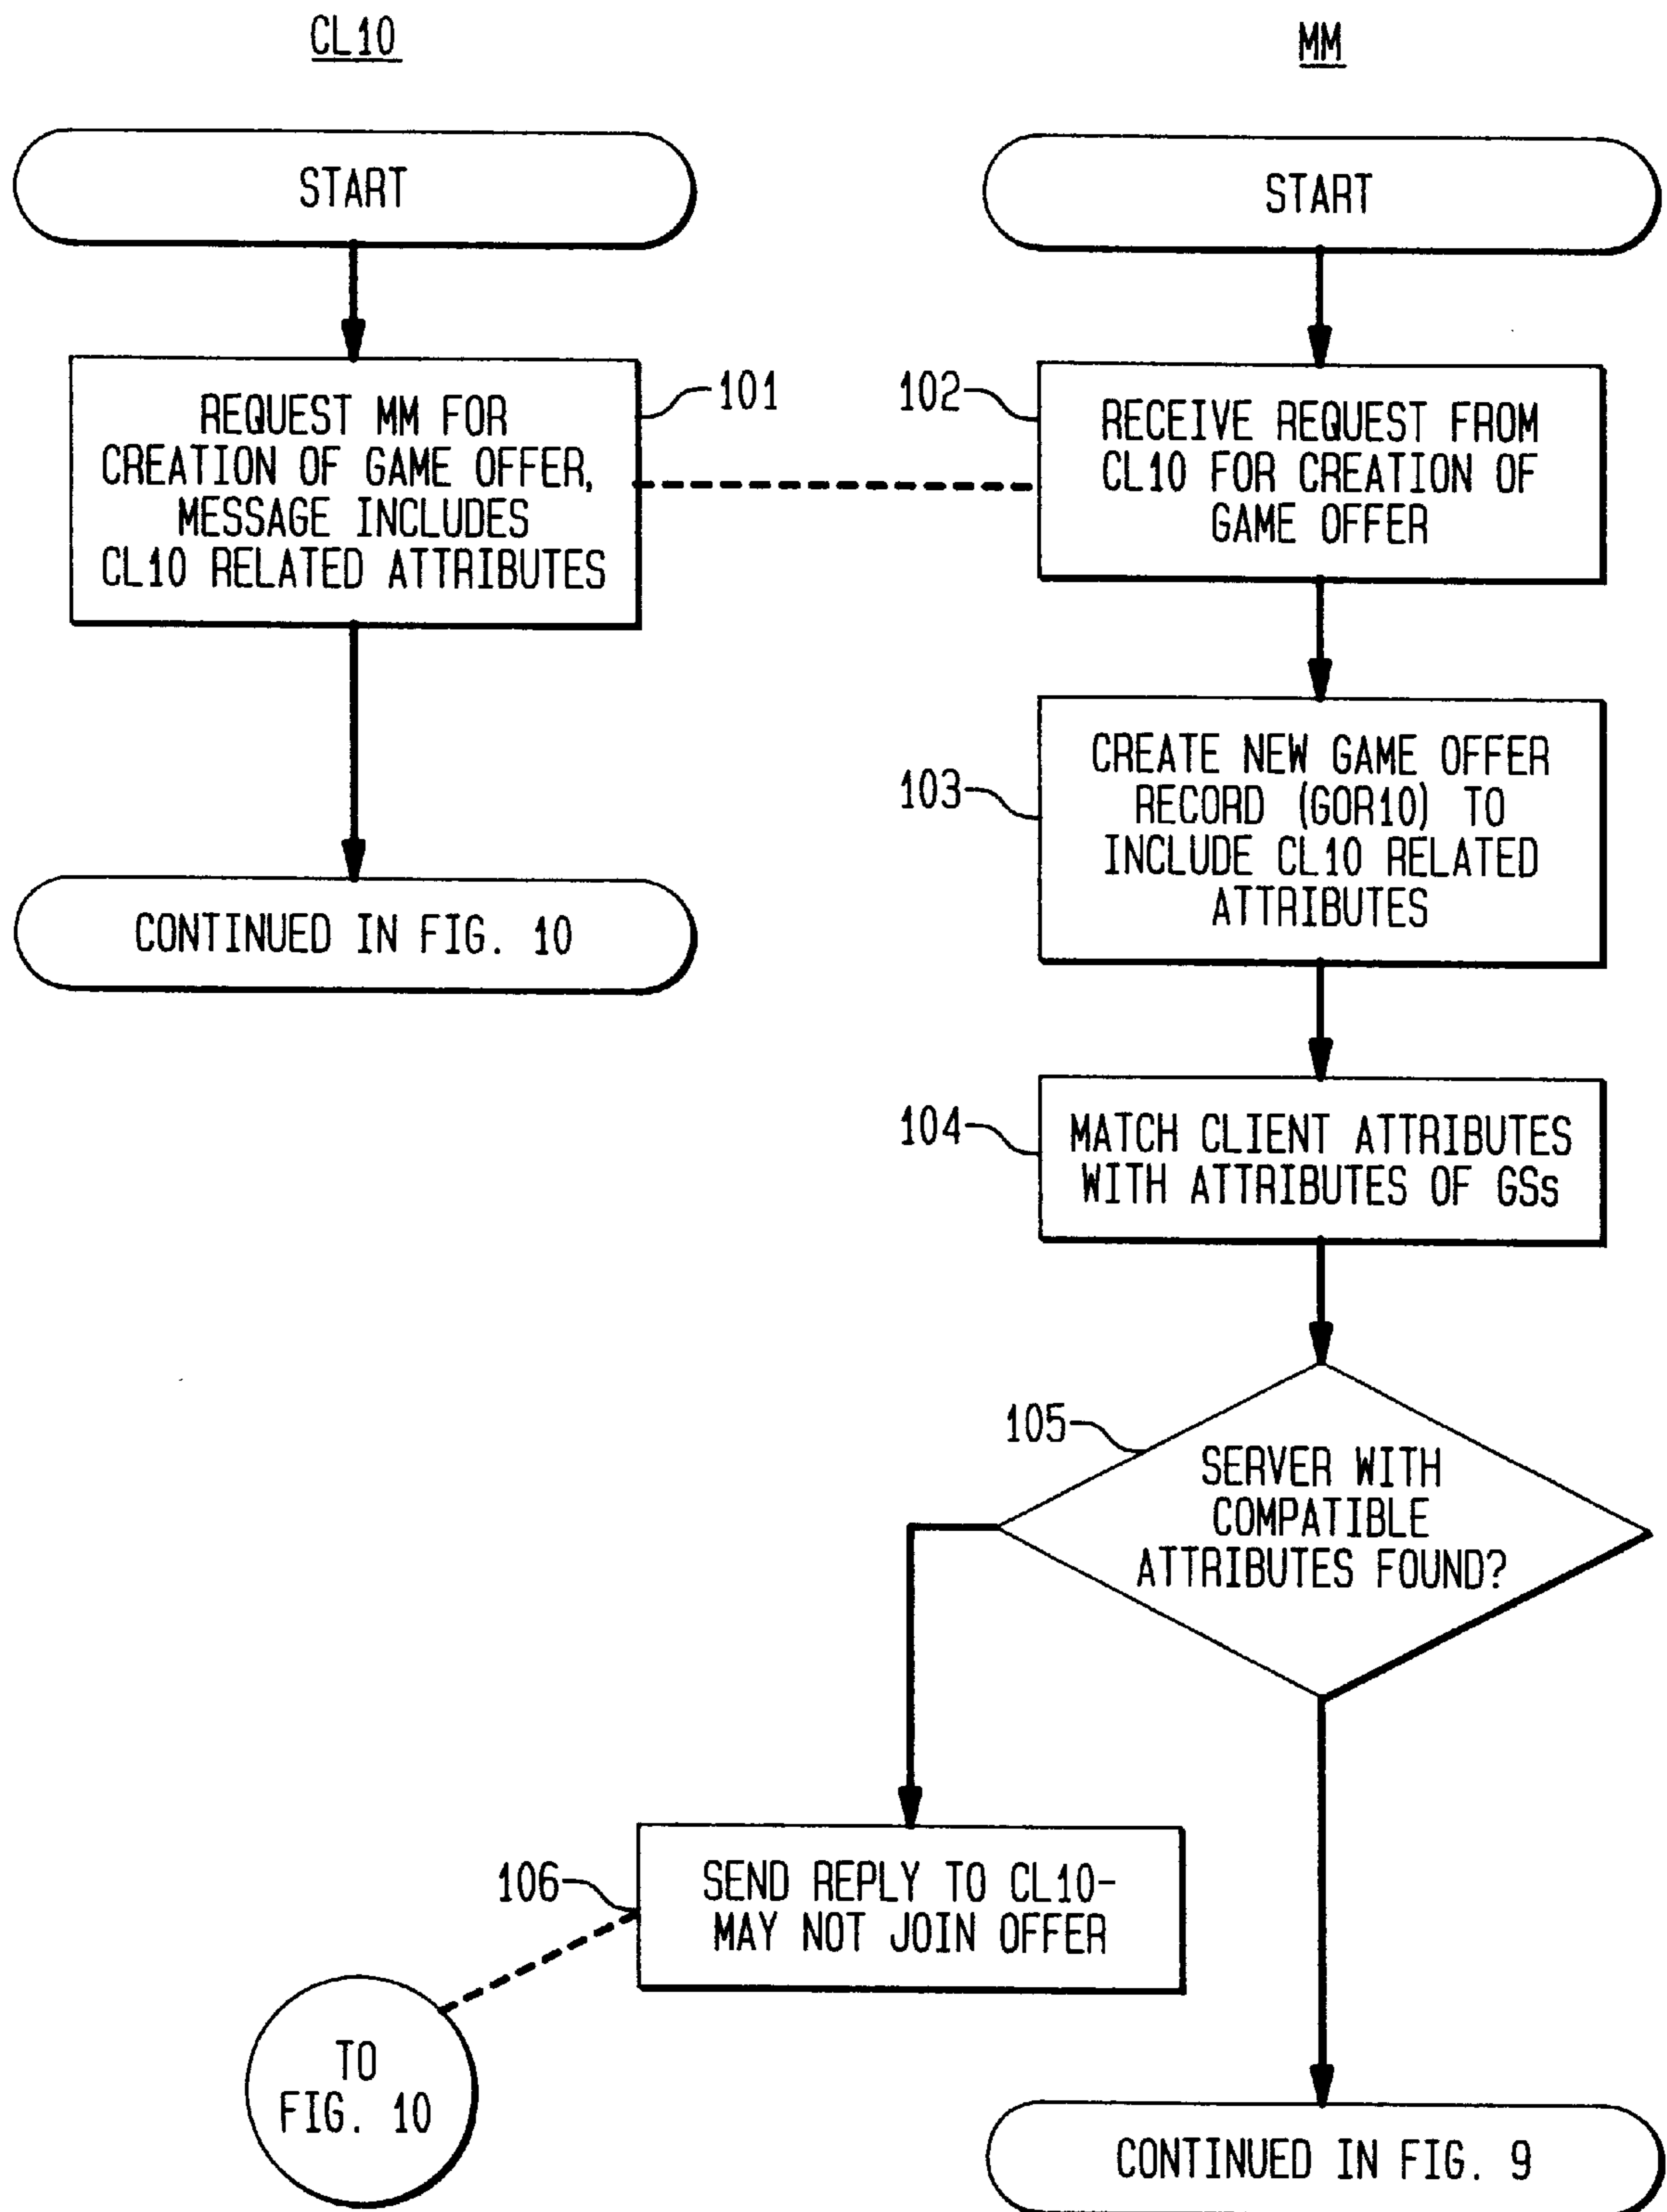 CL10
MM
START
START
101
REQUEST MM FOR
CREATION OF GAME OFFER,
MESSAGE INCLUDES
CL10 RELATED ATTRIBUTES
102
RECEIVE REQUEST FROM
CL10 FOR CREATION OF
GAME OFFER
CONTINUED IN FIG. 10
103
CREATE NEW GAME OFFER
RECORD (GOR10) TO
INCLUDE CL10 RELATED
ATTRIBUTES
104
MATCH CLIENT ATTRIBUTES
WITH ATTRIBUTES OF GSs
105
SERVER WITH
COMPATIBLE
ATTRIBUTES FOUND?
106
SEND REPLY TO CL10-
MAY NOT JOIN OFFER
TO
FIG. 10
CONTINUED IN FIG. 9